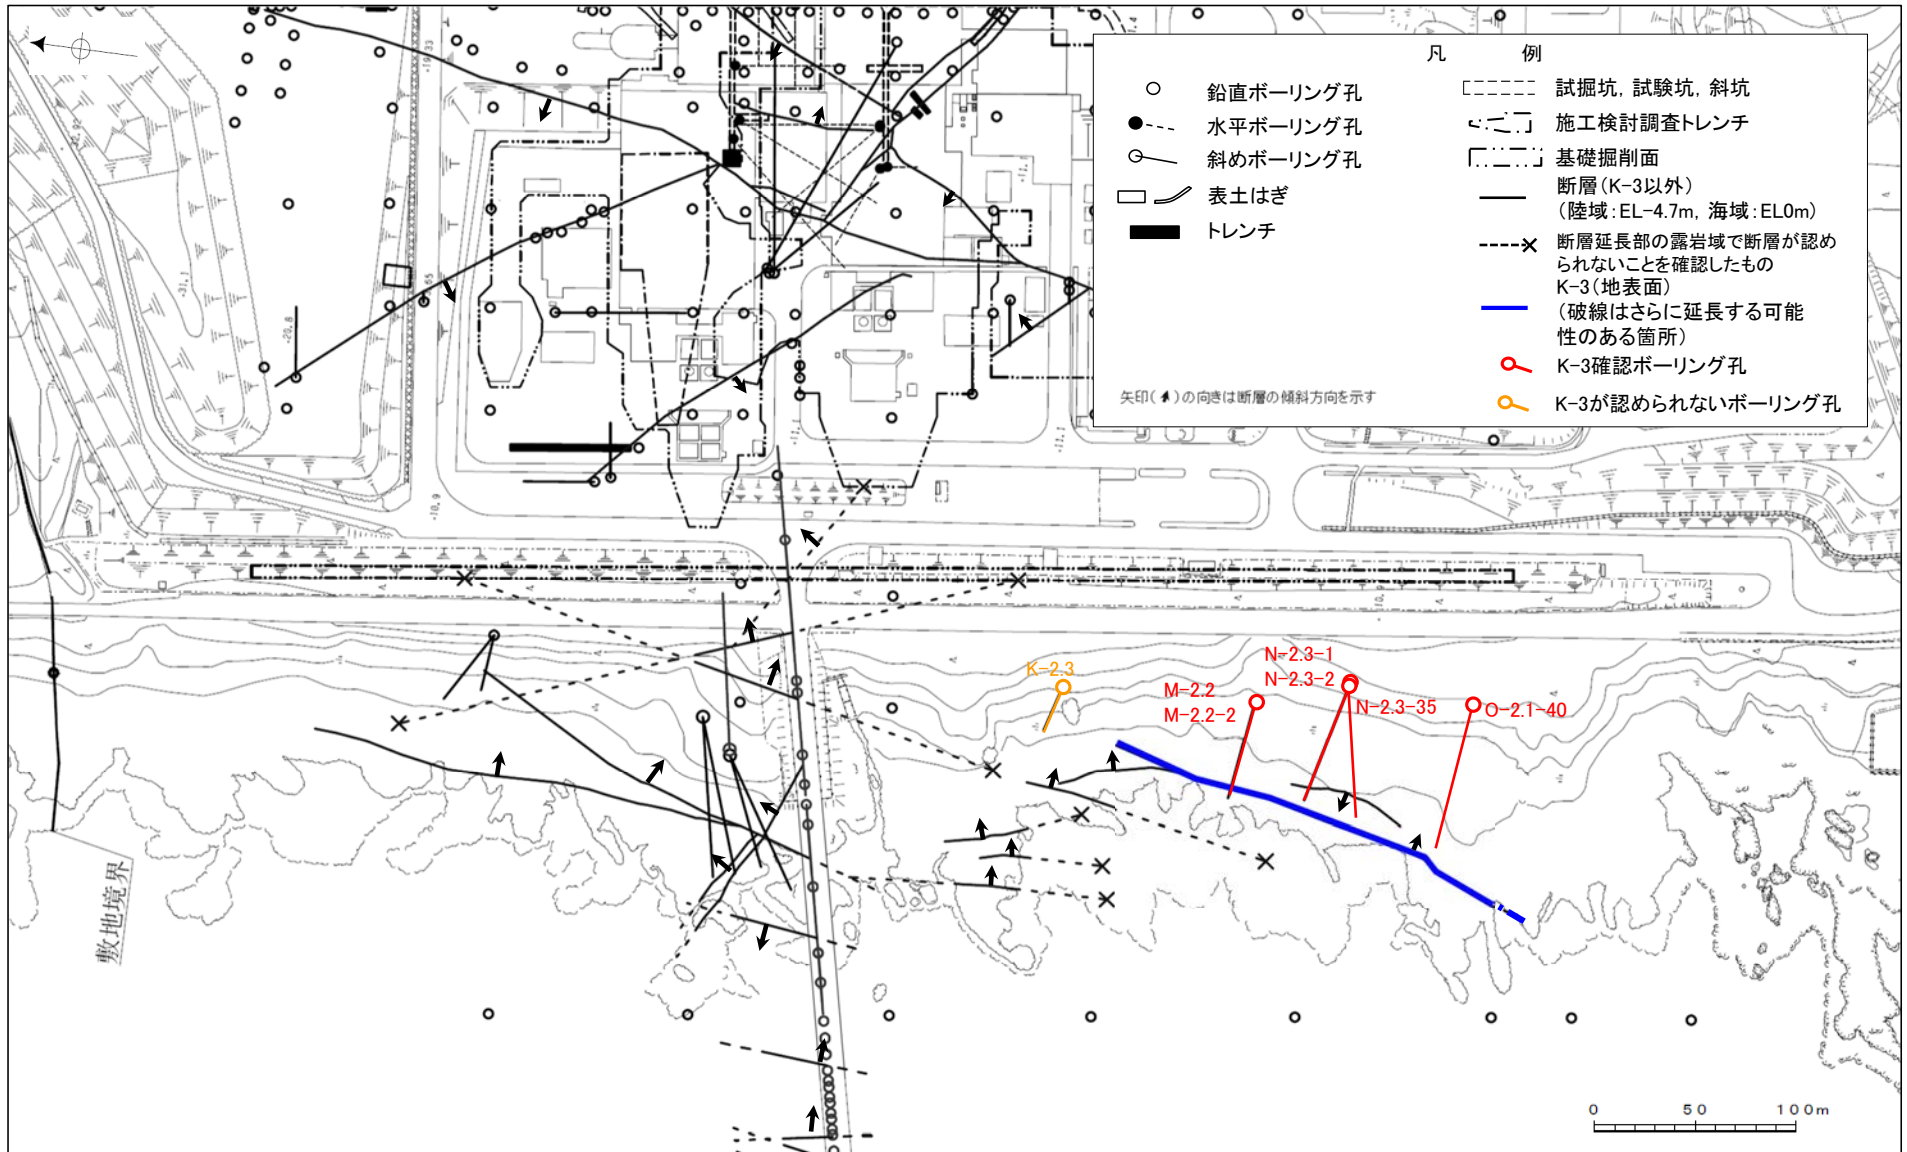 凡　例
鉛直ボーリング孔
水平ボーリング孔
斜めボーリング孔
表土はぎ
トレンチ
矢印( )の向きは断層の傾斜方向を示す
試掘坑，試験坑，斜坑
施工検討調査トレンチ
基礎掘削面
断層（K-3以外）
（陸域：EL-4.7m，海域：EL0m）
断層延長部の露岩域で断層が認め
られないことを確認したもの
K-3（地表面）
（破線はさらに延長する可能
性のある箇所）
K-3確認ボーリング孔
K-3が認められないボーリング孔
K-2.3
M-2.2
M-2.2-2
N-2.3-1
N-2.3-2
N-2.3-35
O-2.1-40
敷地境界
0 50 100m